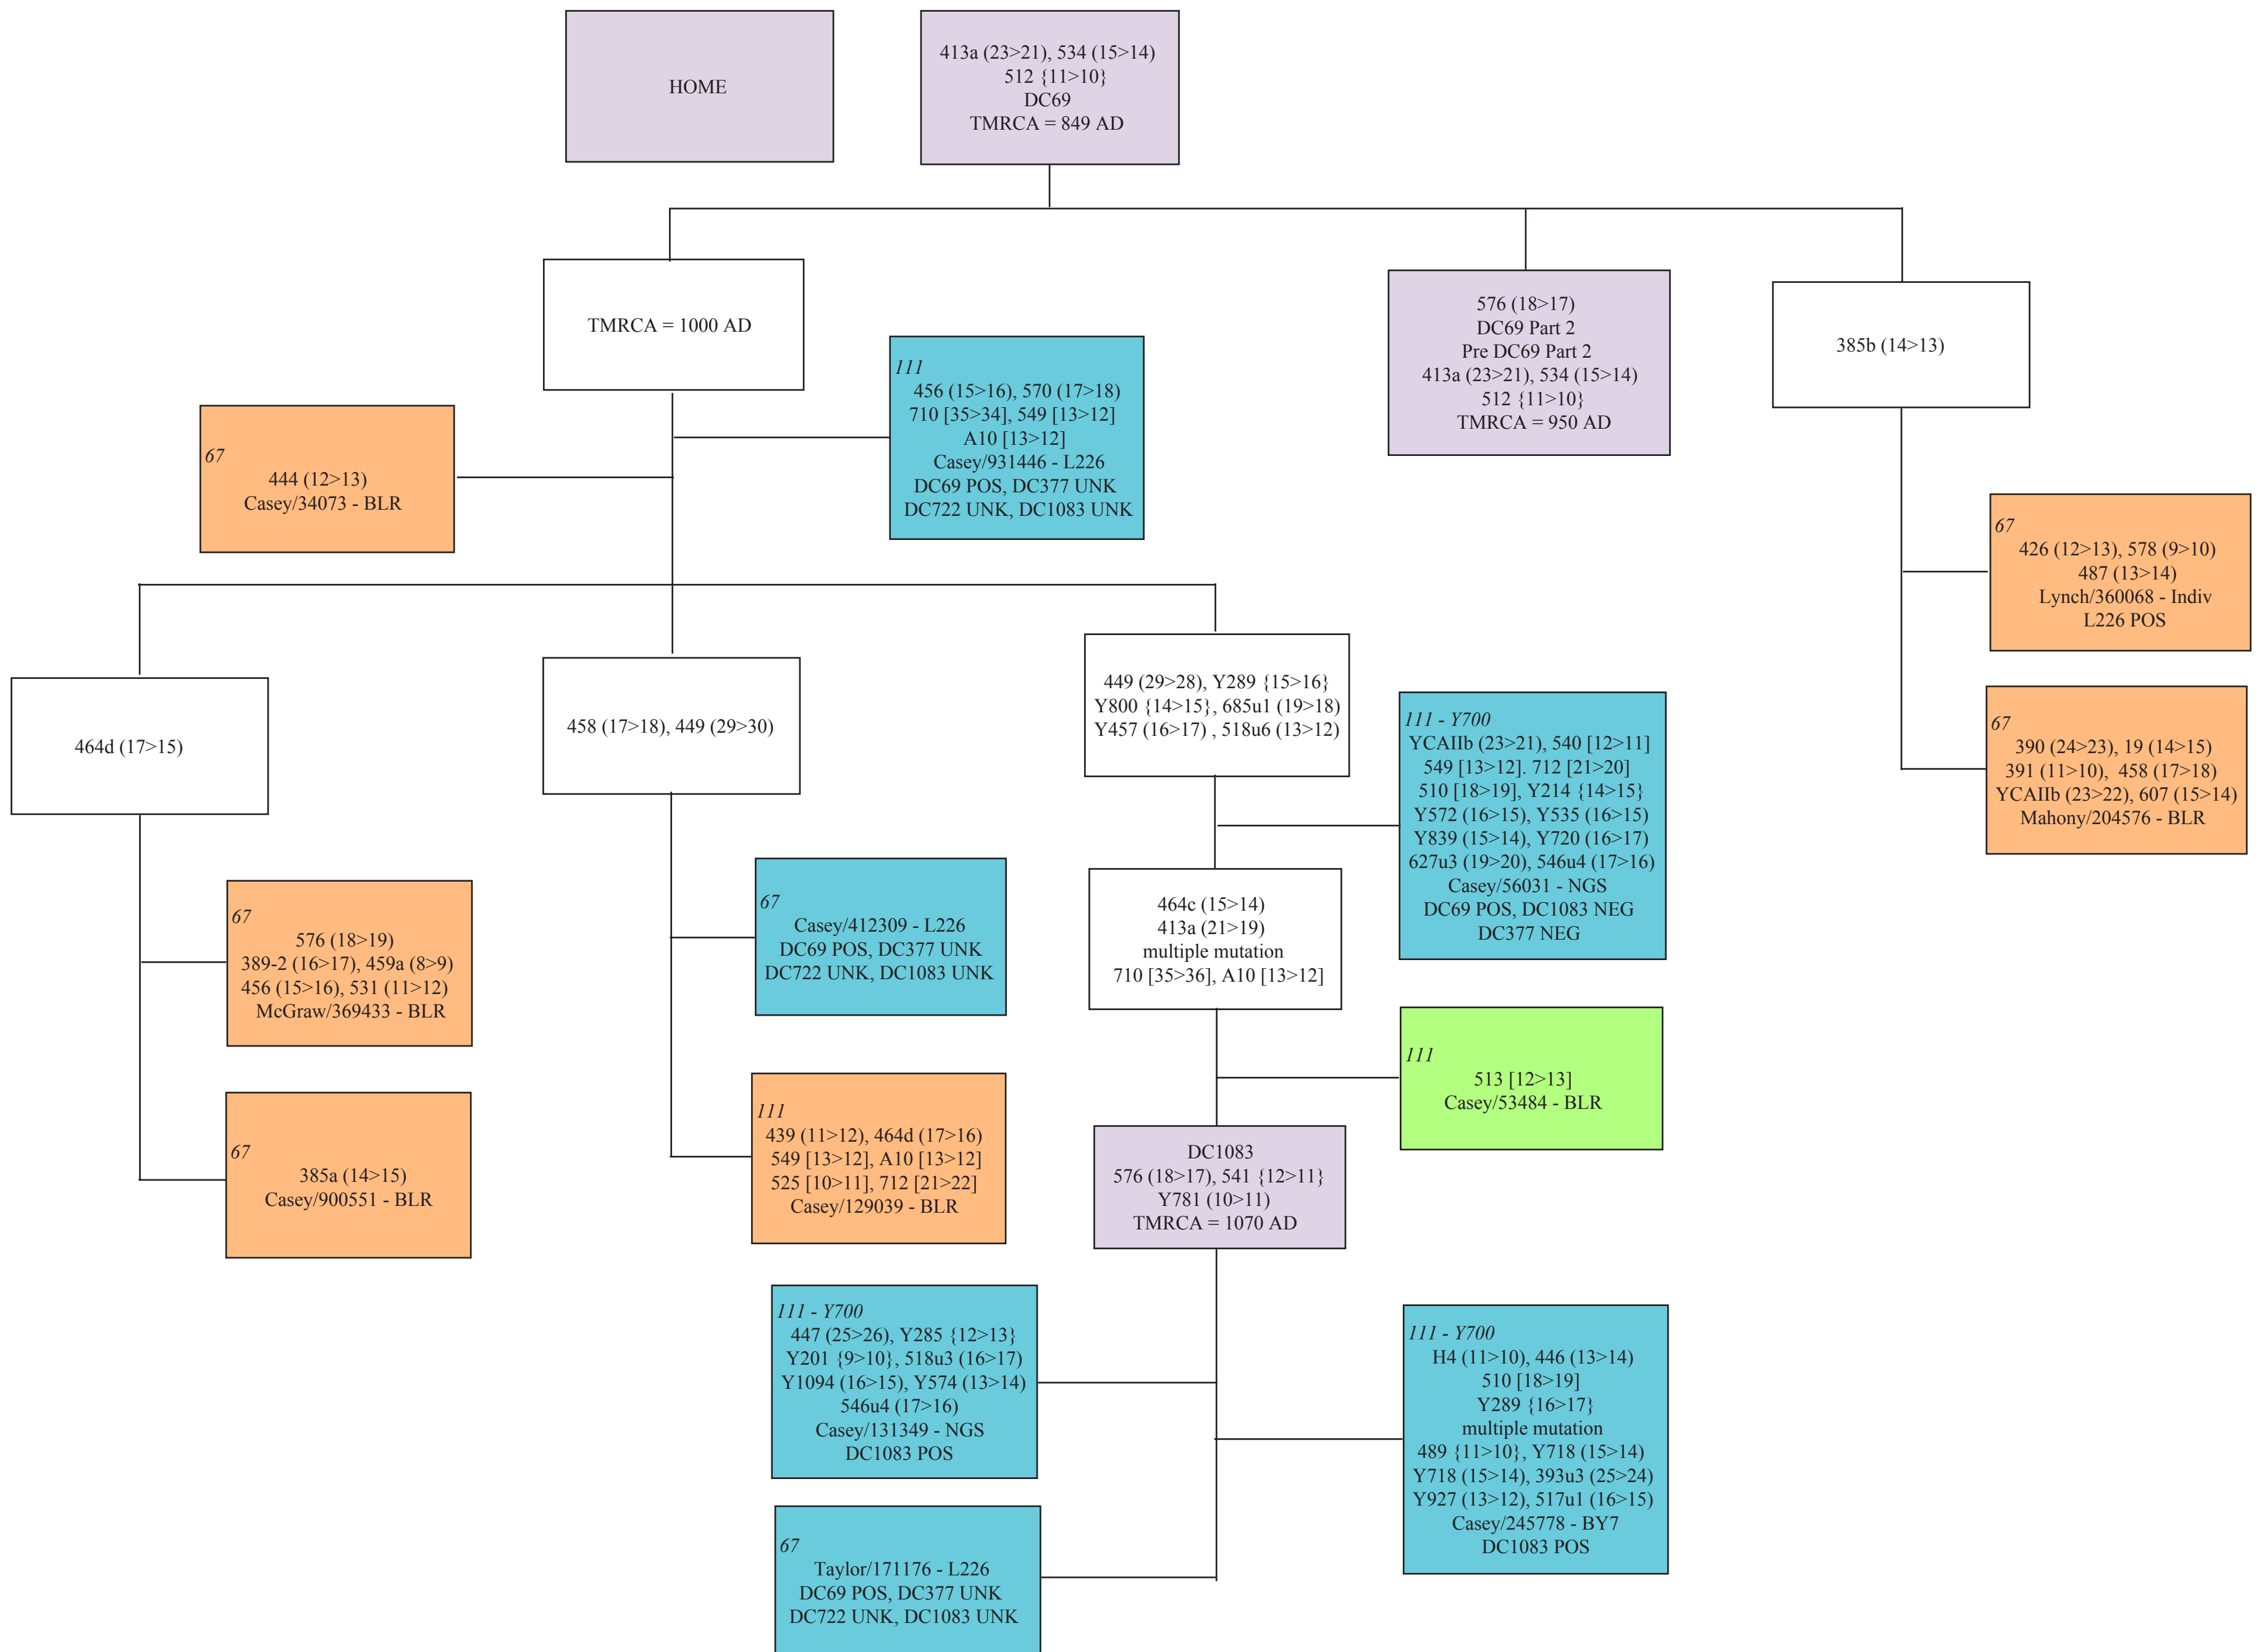 HOME
413a (23>21), 534 (15>14)
512 {11>10}
DC69
TMRCA = 849 AD
TMRCA = 1000 AD
576 (18>17)
DC69 Part 2
Pre DC69 Part 2
413a (23>21), 534 (15>14)
512 {11>10}
TMRCA = 950 AD
385b (14>13)
111
456 (15>16), 570 (17>18)
710 [35>34], 549 [13>12]
A10 [13>12]
Casey/931446 - L226
DC69 POS, DC377 UNK
DC722 UNK, DC1083 UNK
67
444 (12>13)
Casey/34073 - BLR
67
426 (12>13), 578 (9>10)
487 (13>14)
Lynch/360068 - Indiv
L226 POS
464d (17>15)
458 (17>18), 449 (29>30)
449 (29>28), Y289 {15>16}
Y800 {14>15}, 685u1 (19>18)
Y457 (16>17) , 518u6 (13>12)
111 - Y700
YCAIIb (23>21), 540 [12>11]
549 [13>12]. 712 [21>20]
510 [18>19], Y214 {14>15}
Y572 (16>15), Y535 (16>15)
Y839 (15>14), Y720 (16>17)
627u3 (19>20), 546u4 (17>16)
Casey/56031 - NGS
DC69 POS, DC1083 NEG
DC377 NEG
67
390 (24>23), 19 (14>15)
391 (11>10), 458 (17>18)
YCAIIb (23>22), 607 (15>14)
Mahony/204576 - BLR
67
576 (18>19)
389-2 (16>17), 459a (8>9)
456 (15>16), 531 (11>12)
McGraw/369433 - BLR
67
Casey/412309 - L226
DC69 POS, DC377 UNK
DC722 UNK, DC1083 UNK
464c (15>14)
413a (21>19)
multiple mutation
710 [35>36], A10 [13>12]
111
513 [12>13]
Casey/53484 - BLR
67
385a (14>15)
Casey/900551 - BLR
111
439 (11>12), 464d (17>16)
549 [13>12], A10 [13>12]
525 [10>11], 712 [21>22]
Casey/129039 - BLR
DC1083
576 (18>17), 541 {12>11}
Y781 (10>11)
TMRCA = 1070 AD
111 - Y700
447 (25>26), Y285 {12>13}
Y201 {9>10}, 518u3 (16>17)
Y1094 (16>15), Y574 (13>14)
546u4 (17>16)
Casey/131349 - NGS
DC1083 POS
111 - Y700
H4 (11>10), 446 (13>14)
510 [18>19]
Y289 {16>17}
multiple mutation
489 {11>10}, Y718 (15>14)
Y718 (15>14), 393u3 (25>24)
Y927 (13>12), 517u1 (16>15)
Casey/245778 - BY7
DC1083 POS
67
Taylor/171176 - L226
DC69 POS, DC377 UNK
DC722 UNK, DC1083 UNK